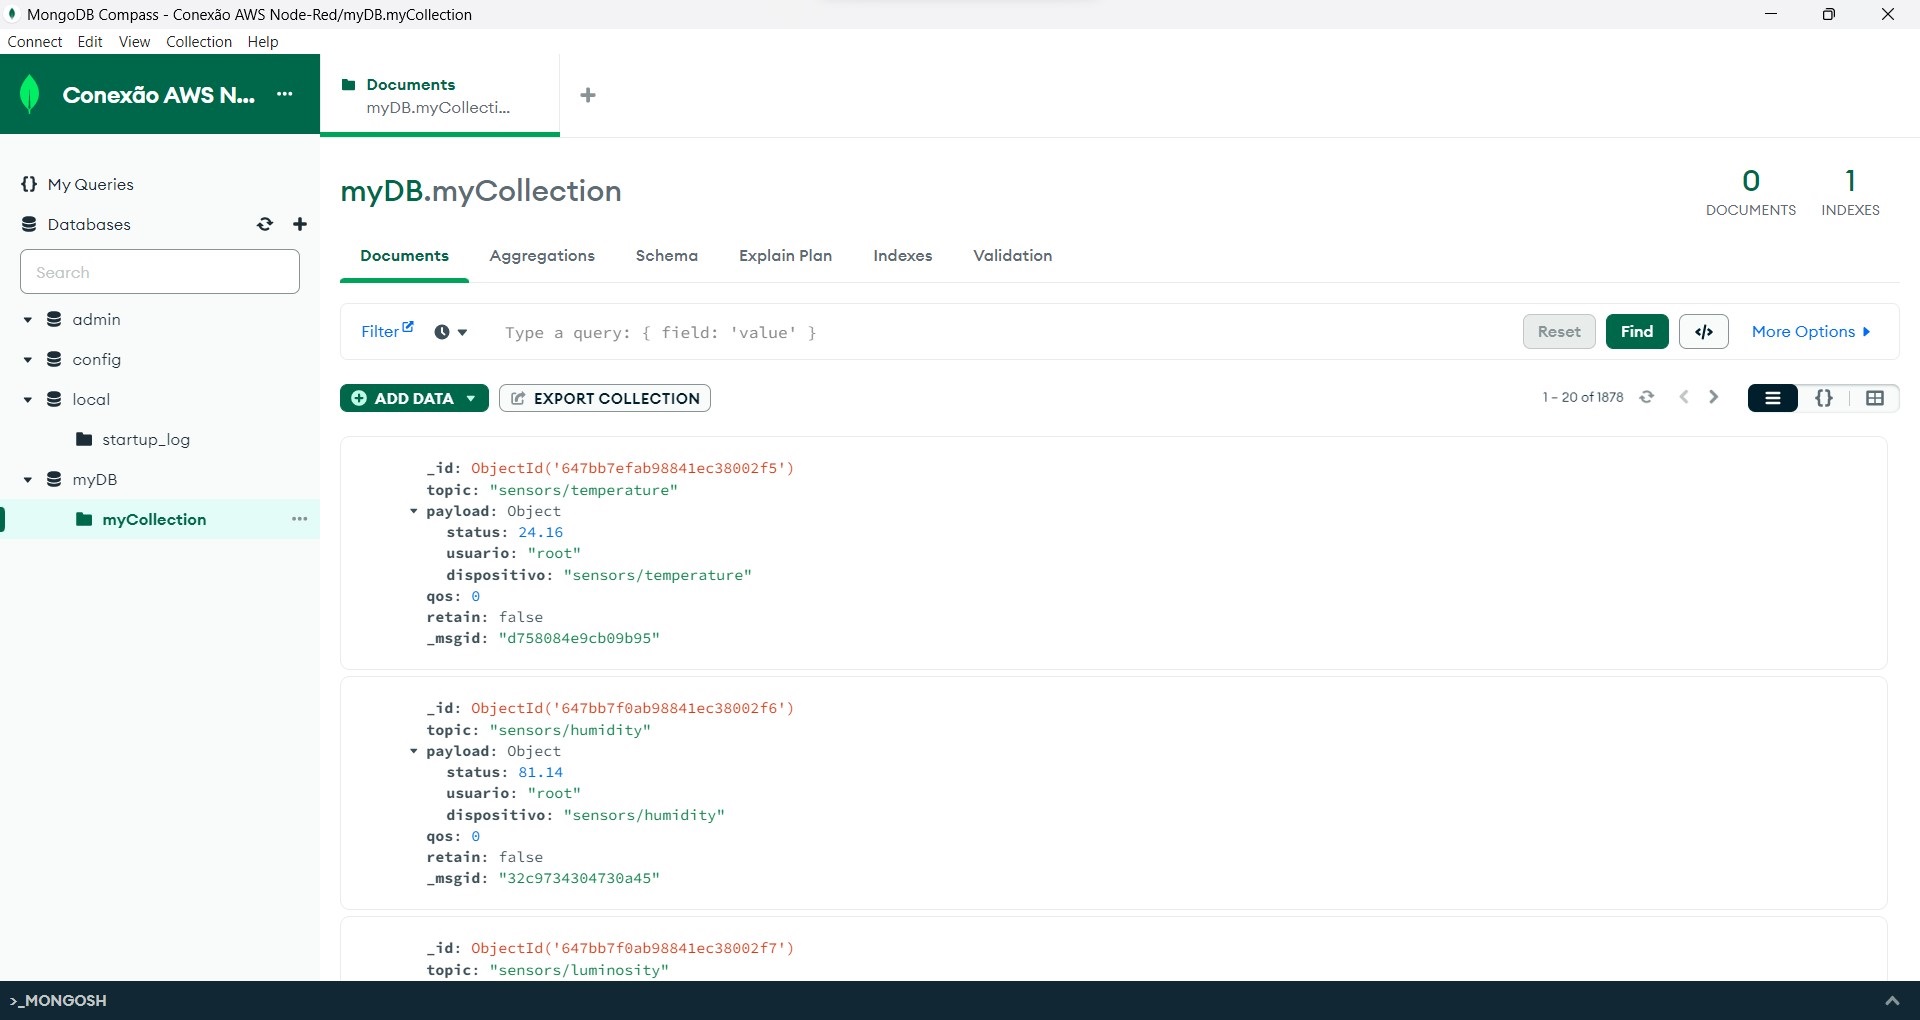 MongoDB Compass - Conexão AWS Node-Red/myDB.myCollection
Connect Edit View Collection Help
Conexão AWS N...
Documents
myDB.myCollecti...
My Queries
Databases
Search
admin
config
local
startup_log
myDB
myCollection
myDB.myCollection
0
DOCUMENTS
1
INDEXES
Documents Aggregations Schema Explain Plan Indexes Validation
Filter Type a query: { field: 'value' } Reset Find </> More Options
ADD DATA EXPORT COLLECTION 1 – 20 of 1878 {}
_id: ObjectId('647bb7efab98841ec38002f5')
topic: "sensors/temperature"
payload: Object
status: 24.16
usuario: "root"
dispositivo: "sensors/temperature"
qos: 0
retain: false
_msgid: "d758084e9cb09b95"
_id: ObjectId('647bb7f0ab98841ec38002f6')
topic: "sensors/humidity"
payload: Object
status: 81.14
usuario: "root"
dispositivo: "sensors/humidity"
qos: 0
retain: false
_msgid: "32c9734304730a45"
_id: ObjectId('647bb7f0ab98841ec38002f7')
topic: "sensors/luminosity"
>_MONGOSH